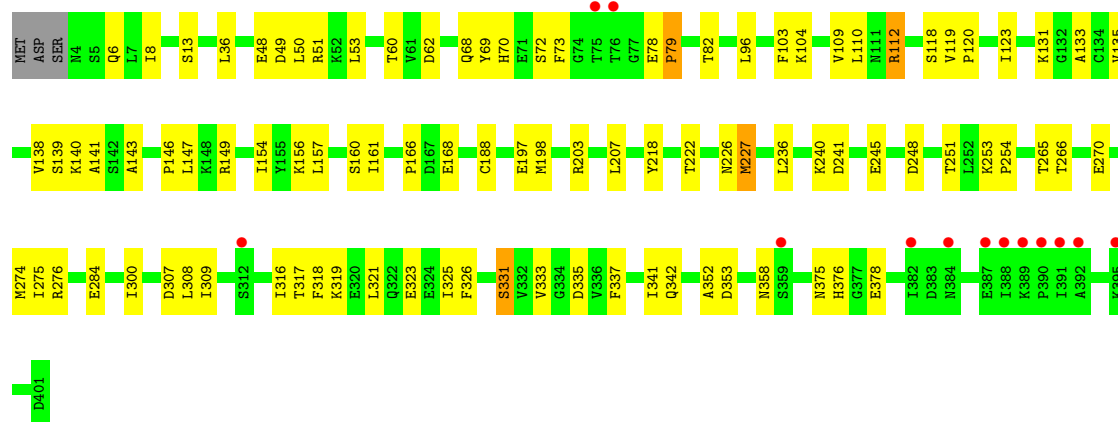 MET ASP SER N4 S5 Q6 L7 I8 S13 L36 E48 D49 L50 R51 K52 L53 T60 V61 D62 Q68 Y69 H70 E71 S72 F73 G74 T75 T76 G77 E78 P79 T82 L96 F103 K104 V109 L110 N111 R112 S118 V119 P120 I123 K131 G132 A133 C134 V135
V138 S139 K140 A141 S142 A143 P146 L147 K148 R149 I154 Y155 K156 L157 S160 I161 P166 D167 E168 C188 E197 M198 R203 L207 Y218 T222 N226 M227 L236 K240 D241 E245 D248 T251 L252 K253 P254 T265 T266 E270
M274 I275 R276 E284 I300 D307 L308 I309 S312 I316 T317 F318 K319 E320 L321 Q322 E323 E324 I325 F326 S331 V332 V333 G334 D335 V336 F337 I341 Q342 A352 D353 N358 S359 N375 H376 G377 E378 I382 D383 N384 E387 I388 K389 P390 I391 A392 K395
D401